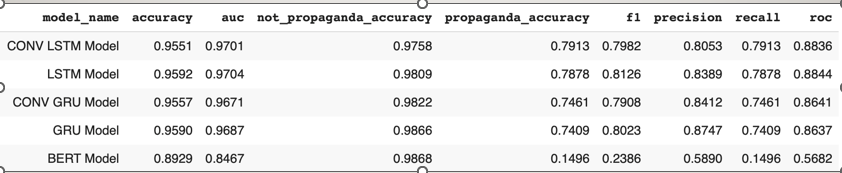 model_name accuracy auc not_propaganda_accuracy propaganda_accuracy f1 precision recall roc
CONV LSTM Model 0.9551 0.9701 0.9758 0.7913 0.7982 0.8053 0.7913 0.8836
LSTM Model 0.9592 0.9704 0.9809 0.7878 0.8126 0.8389 0.7878 0.8844
CONV GRU Model 0.9557 0.9671 0.9822 0.7461 0.7908 0.8412 0.7461 0.8641
GRU Model 0.9590 0.9687 0.9866 0.7409 0.8023 0.8747 0.7409 0.8637
BERT Model 0.8929 0.8467 0.9868 0.1496 0.2386 0.5890 0.1496 0.5682